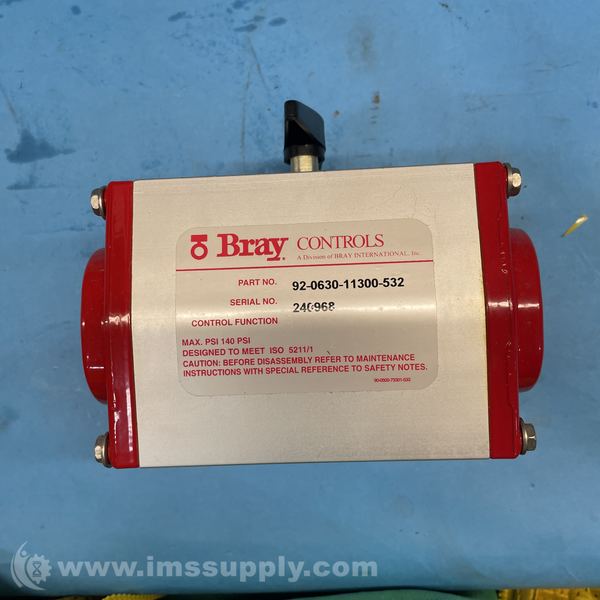 Bray® CONTROLS
A Division of BRAY INTERNATIONAL, Inc.
PART NO. 92-0630-11300-532
SERIAL NO. 240968
CONTROL FUNCTION
MAX. PSI 140 PSI
DESIGNED TO MEET ISO 5211/1
CAUTION: BEFORE DISASSEMBLY REFER TO MAINTENANCE
INSTRUCTIONS WITH SPECIAL REFERENCE TO SAFETY NOTES.
www.imssupply.com